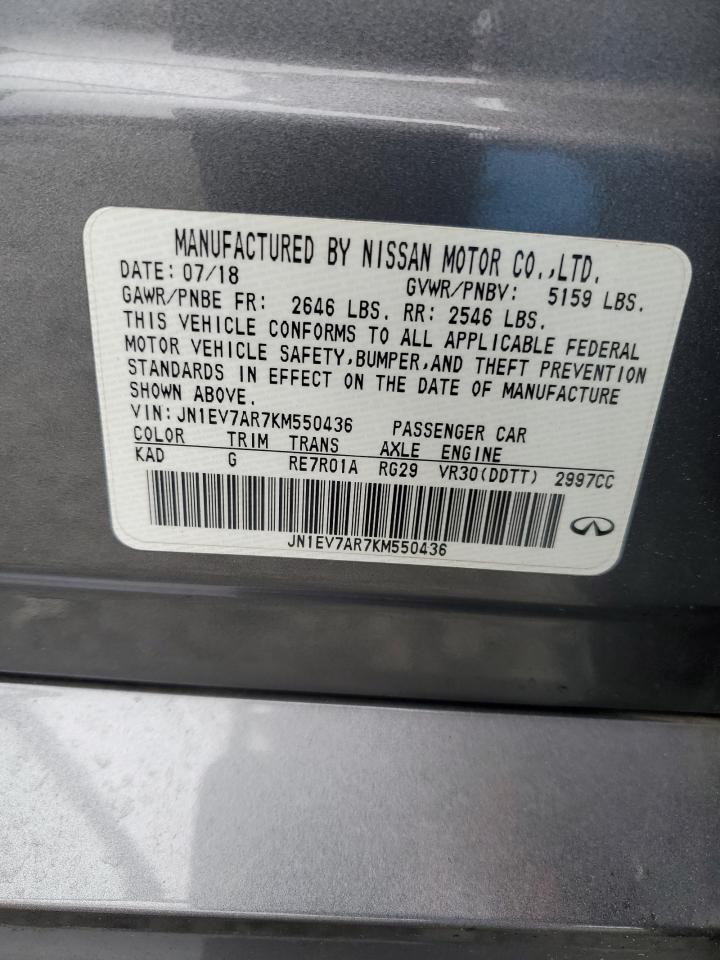 MANUFACTURED BY NISSAN MOTOR CO.,LTD.
DATE: 07/18 GVWR/PNBV: 5159 LBS.
GAWR/PNBE FR: 2646 LBS. RR: 2546 LBS.
THIS VEHICLE CONFORMS TO ALL APPLICABLE FEDERAL
MOTOR VEHICLE SAFETY,BUMPER,AND THEFT PREVENTION
STANDARDS IN EFFECT ON THE DATE OF MANUFACTURE
SHOWN ABOVE.
VIN:JN1EV7AR7KM550436 PASSENGER CAR
COLOR TRIM TRANS AXLE ENGINE
KAD G RE7R01A RG29 VR30(DDTT) 2997CC
JN1EV7AR7KM550436